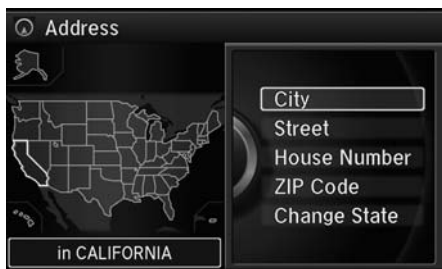 Address
City
Street
House Number
ZIP Code
Change State
in CALIFORNIA